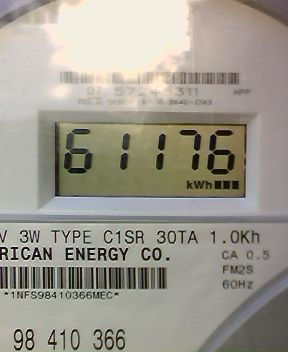 HPP
61176
kWh
V 3W TYPE C1SR 30TA 1.0Kh
RICAN ENERGY CO. CA 0.5
FM2S
*1NFS98410366MEC* 60Hz
98 410 366